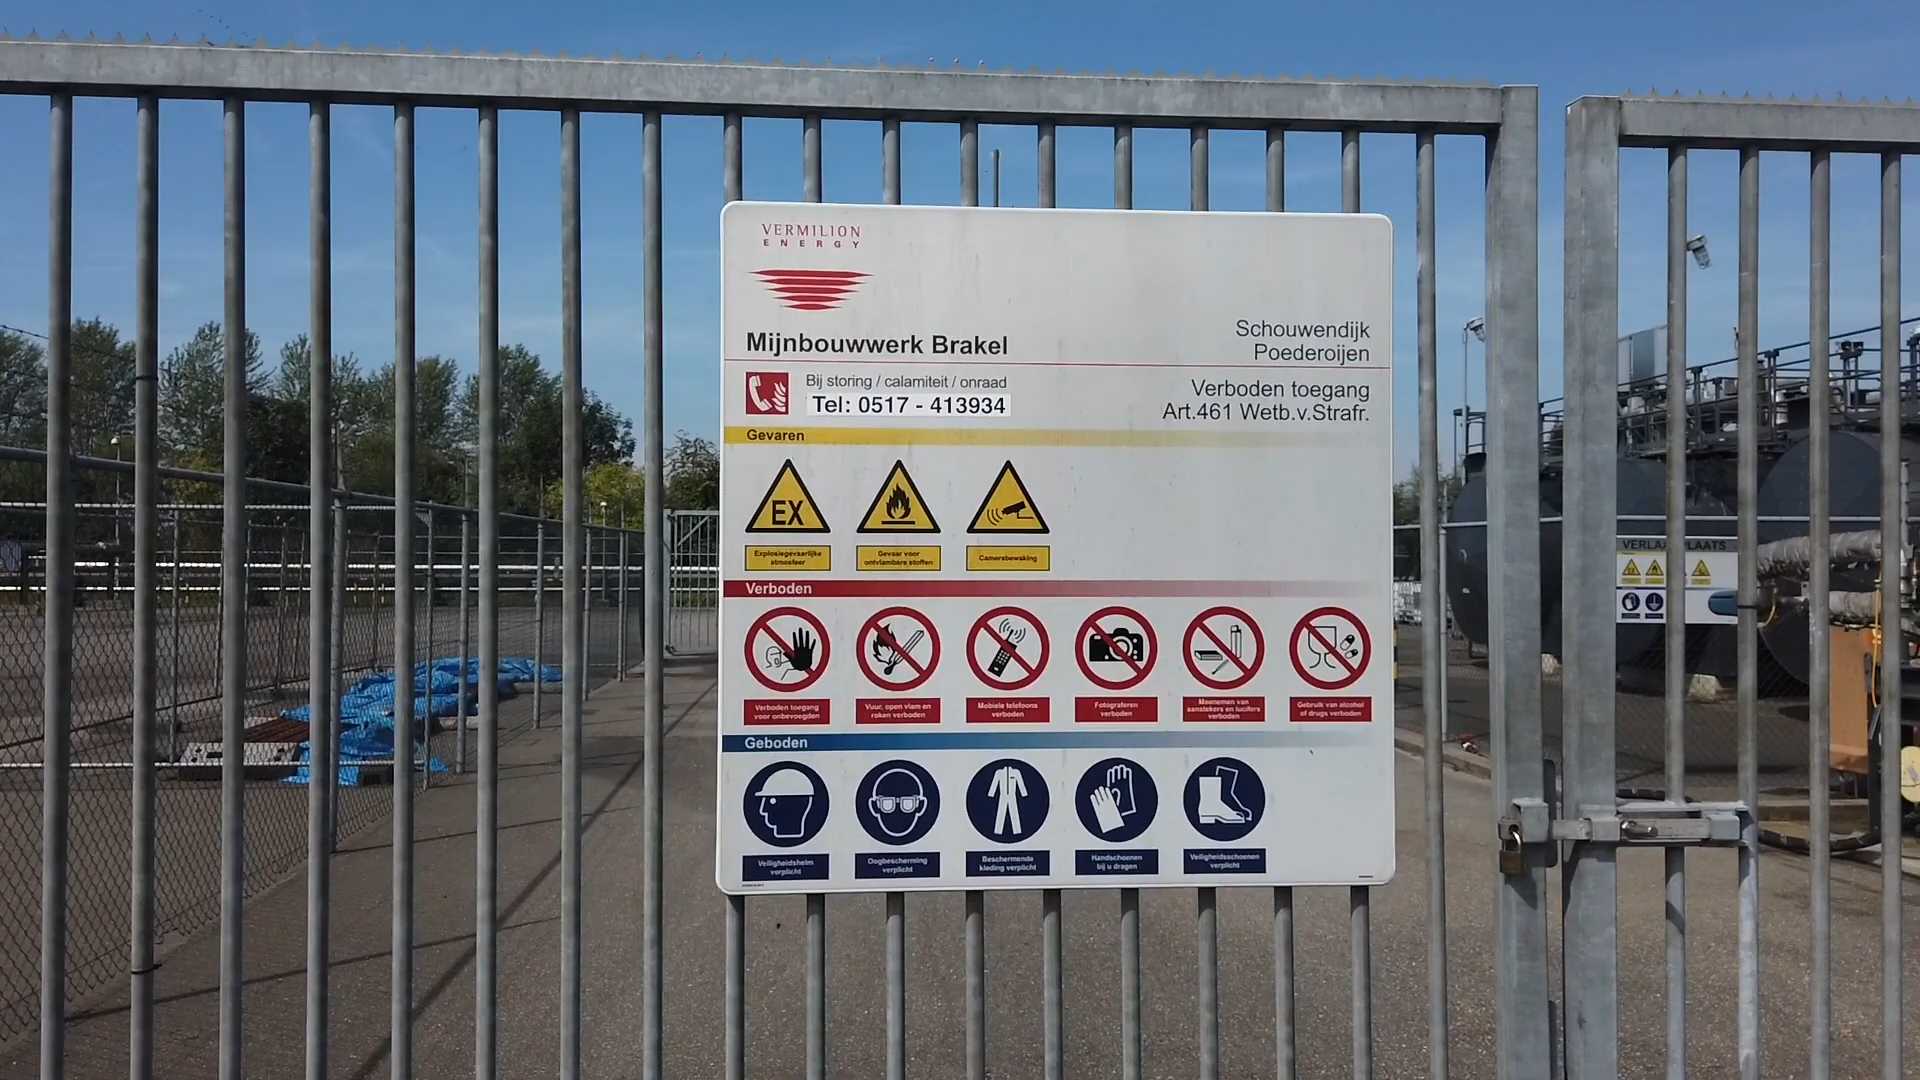 VERMILION
ENERGY
Mijnbouwwerk Brakel
Schouwendijk
Poederoijen
Bij storing / calamiteit / onraad
Tel: 0517 - 413934
Verboden toegang
Art.461 Wetb.v.Strafr.
Gevaren
EX
Explosiegevaarlijke
atmosfeer
Gevaar voor
ontvlambare stoffen
Camerabewaking
Verboden
Verboden toegang
voor onbevoegden
Vuur, open vlam en
roken verboden
Mobiele telefoons
verboden
Fotograferen
verboden
Meenemen van
aanstekers en lucifers
verboden
Gebruik van alcohol
of drugs verboden
Geboden
Veiligheidshelm
verplicht
Oogbescherming
verplicht
Beschermende
kleding verplicht
Handschoenen
bij u dragen
Veiligheidsschoenen
verplicht